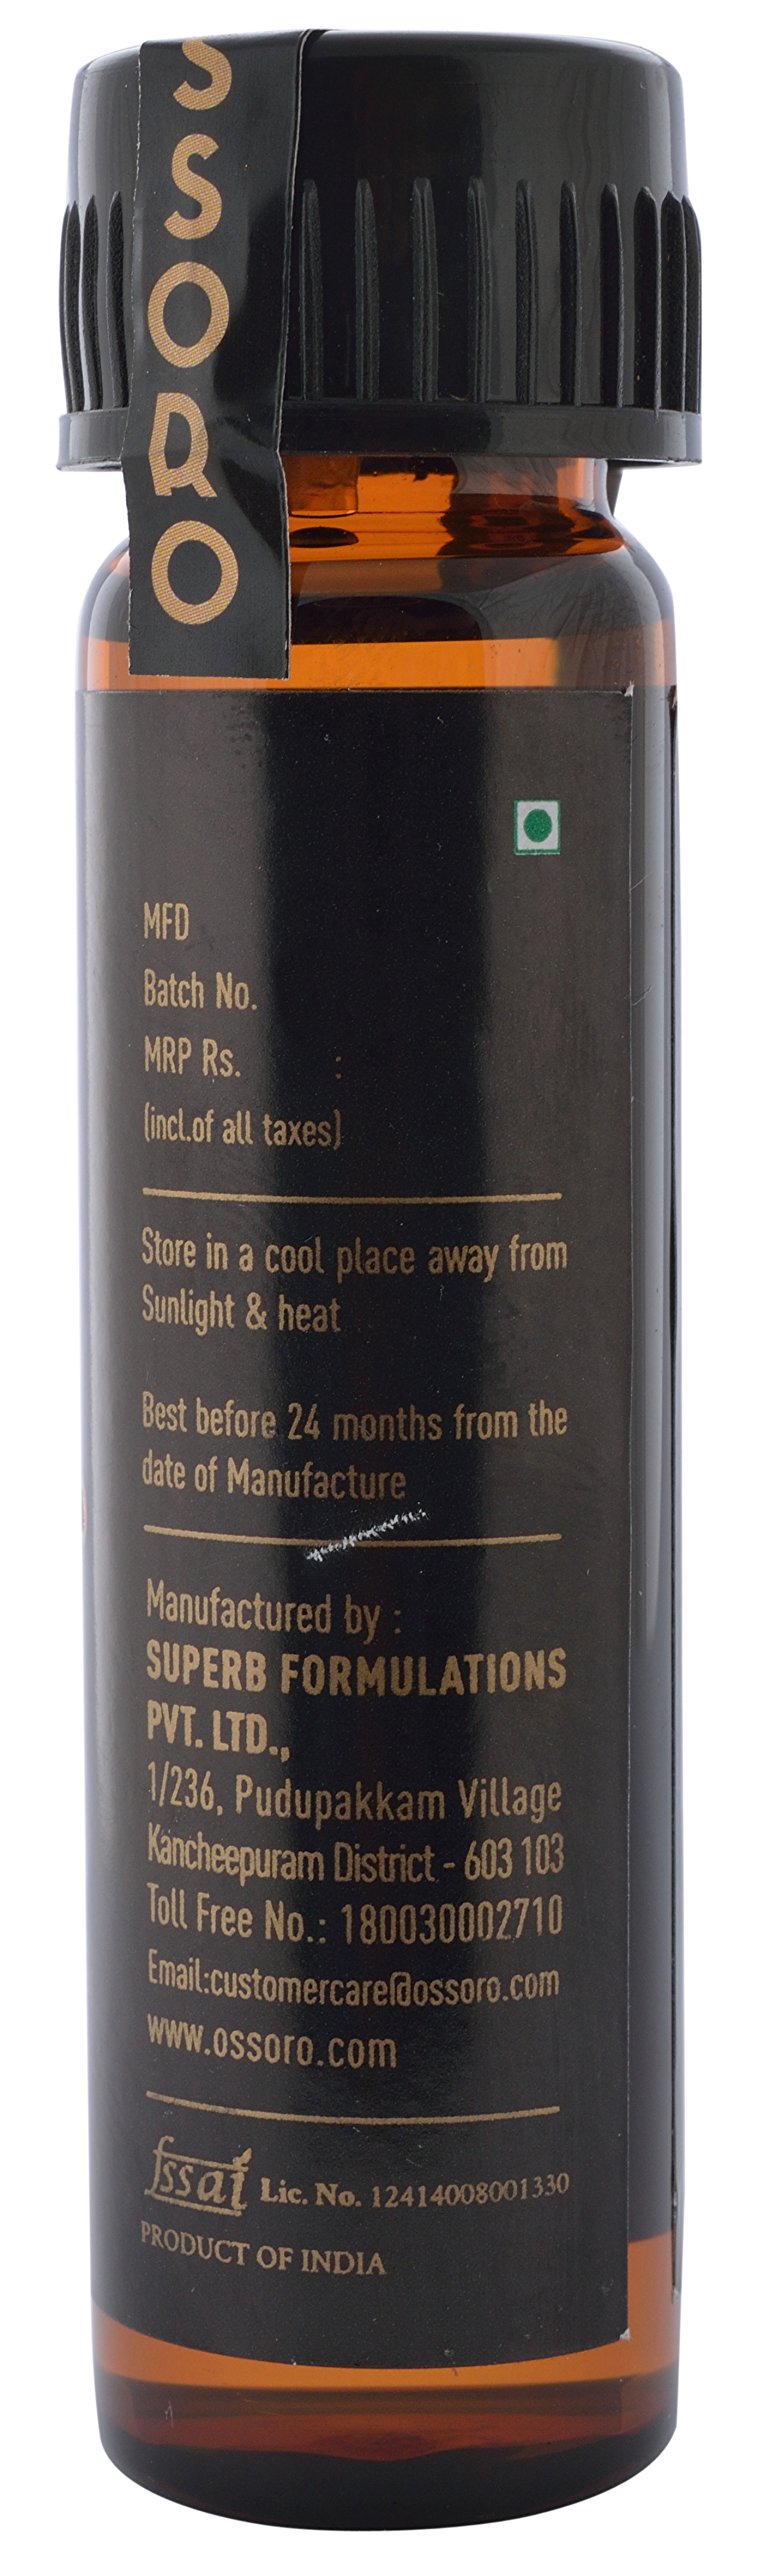 SSORO
MFD
Batch No.
MRP Rs. :
(incl.of all taxes)
Store in a cool place away from
Sunlight & heat
Best before 24 months from the
date of Manufacture
Manufactured by :
SUPERB FORMULATIONS
PVT. LTD.,
1/236, Pudupakkam Village
Kancheepuram District - 603 103
Toll Free No.: 180030002710
Email:customercare@ossoro.com
www.ossoro.com
fssai Lic. No. 12414008001330
PRODUCT OF INDIA